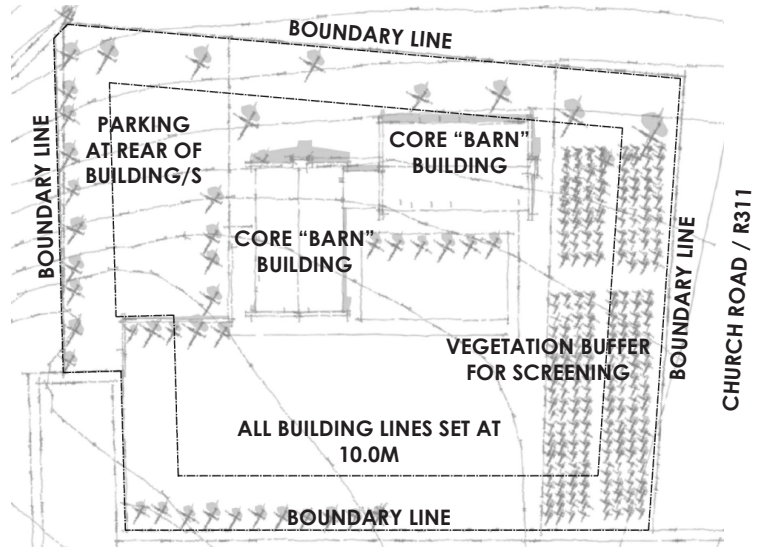 BOUNDARY LINE
PARKING
AT REAR OF
BUILDING/S
CORE “BARN”
BUILDING
BOUNDARY LINE
CORE “BARN”
BUILDING
BOUNDARY LINE
CHURCH ROAD / R311
VEGETATION BUFFER
FOR SCREENING
ALL BUILDING LINES SET AT
10.0M
BOUNDARY LINE